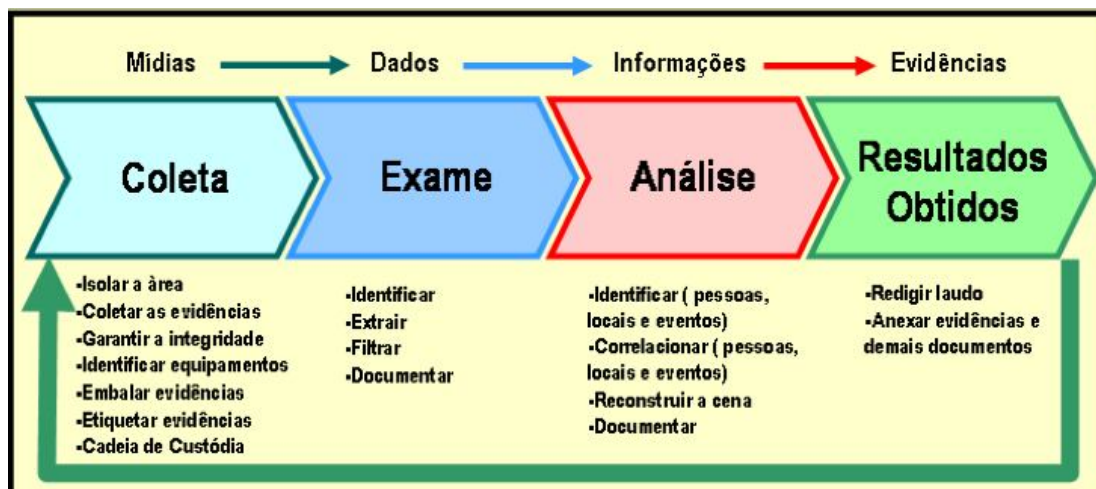 Mídias
Dados
Informações
Evidências
Coleta
Exame
Análise
Resultados
Obtidos
-Isolar a àrea
-Coletar as evidências
-Garantir a integridade
-Identificar equipamentos
-Embalar evidências
-Etiquetar evidências
-Cadeia de Custódia
-Identificar
-Extrair
-Filtrar
-Documentar
-Identificar ( pessoas,
locais e eventos)
-Correlacionar ( pessoas,
locais e eventos)
-Reconstruir a cena
-Documentar
-Redigir laudo
-Anexar evidências e
demais documentos